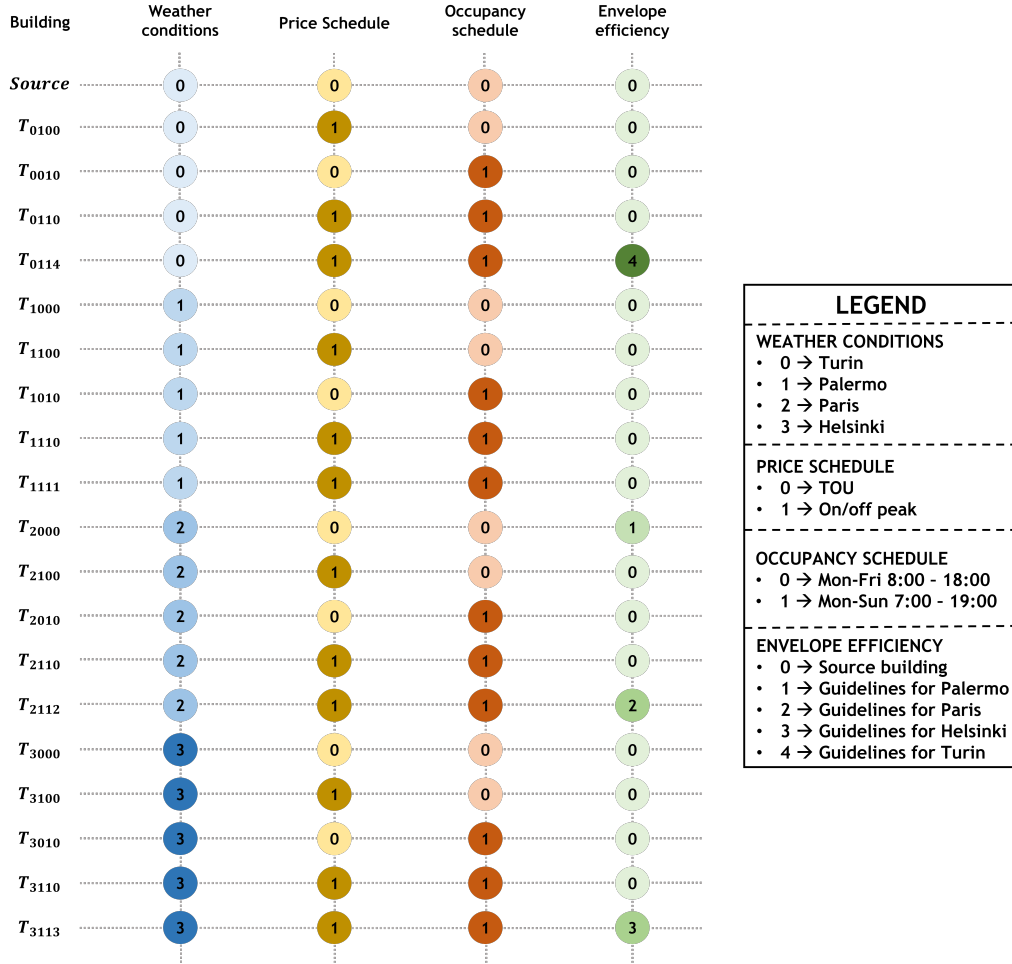 Building Weather conditions Price Schedule Occupancy schedule Envelope efficiency
Source 0 0 0 0
T0100 0 1 0 0
T0010 0 0 1 0
T0110 0 1 1 0
T0114 0 1 1 4
T1000 1 0 0 0
T1100 1 1 0 0
T1010 1 0 1 0
T1110 1 1 1 0
T1111 1 1 1 0
T2000 2 0 0 1
T2100 2 1 0 0
T2010 2 0 1 0
T2110 2 1 1 0
T2112 2 1 1 2
T3000 3 0 0 0
T3100 3 1 0 0
T3010 3 0 1 0
T3110 3 1 1 0
T3113 3 1 1 3
LEGEND
WEATHER CONDITIONS
• 0 → Turin
• 1 → Palermo
• 2 → Paris
• 3 → Helsinki
PRICE SCHEDULE
• 0 → TOU
• 1 → On/off peak
OCCUPANCY SCHEDULE
• 0 → Mon-Fri 8:00 – 18:00
• 1 → Mon-Sun 7:00 – 19:00
ENVELOPE EFFICIENCY
• 0 → Source building
• 1 → Guidelines for Palermo
• 2 → Guidelines for Paris
• 3 → Guidelines for Helsinki
• 4 → Guidelines for Turin